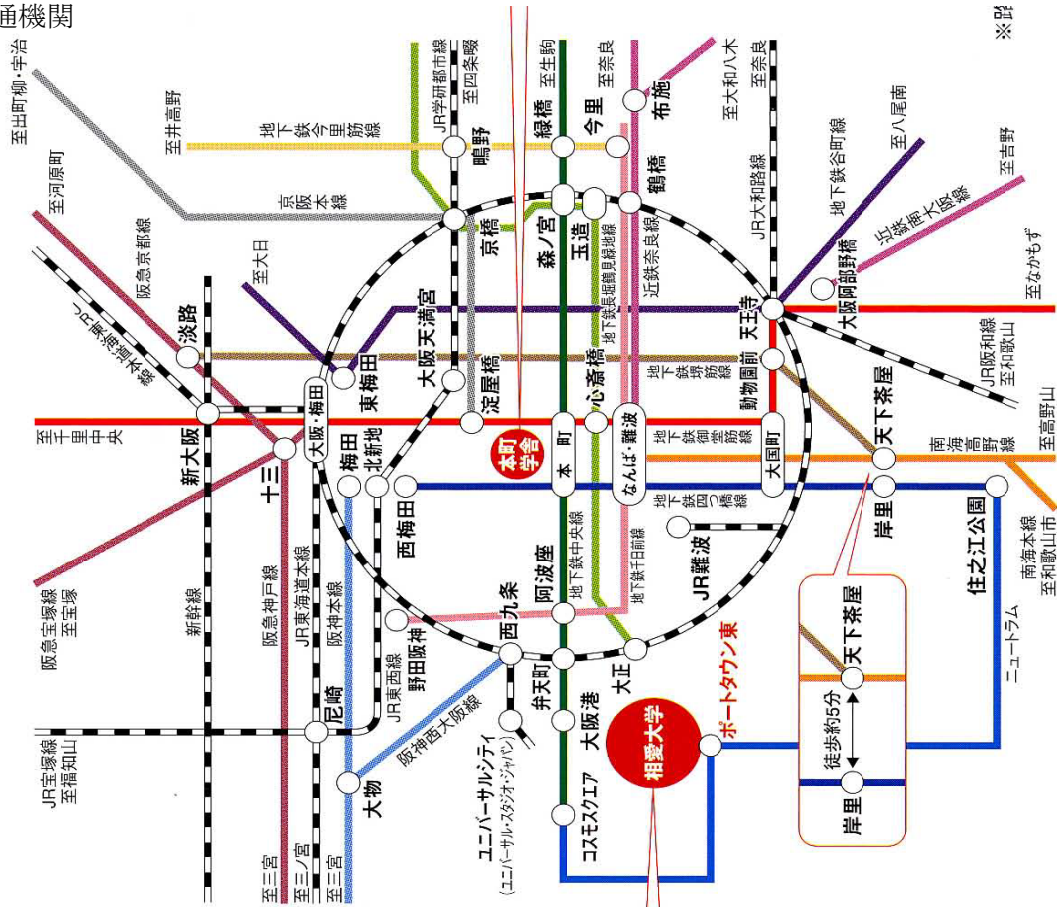 通機関
※路
至出町柳・宇治
至井高野
地下鉄今里筋線
JR学研都市線
至四条畷
至生駒
至奈良
至大和八木
至奈良
至河原町
京阪本線
鴫野
緑橋
今里
布施
JR大和路線
地下鉄谷町線
至八尾南
至吉野
近鉄南大阪線
阪急京都線
至大日
京橋
森ノ宮
玉造
鶴橋
地下鉄長堀鶴見緑地線
近鉄奈良線
天王寺
大阪阿部野橋
至なかもず
JR東海道本線
淡路
東梅田
大阪天満宮
淀屋橋
心斎橋
地下鉄堺筋線
動物園前
JR阪和線
至和歌山
至千里中央
新大阪
大阪・梅田
本町
学舎
本町
なんば・難波
地下鉄御堂筋線
大国町
天下茶屋
南海高野線
至高野山
十三
梅田
北新地
西梅田
地下鉄四つ橋線
岸里
住之江公園
南海本線
至和歌山市
阪急宝塚線
至宝塚
新幹線
阪急神戸線
JR東海道本線
阪神本線
JR東西線
野田阪神
西九条
阿波座
地下鉄中央線
地下鉄千日前線
JR難波
尼崎
阪神西大阪線
弁天町
大正
天下茶屋
徒歩約5分
岸里
ニュートラム
JR宝塚線
至福知山
大物
ユニバーサルシティ
(ユニバーサル・スタジオ・ジャパン)
大阪港
コスモスクエア
相愛大学
ポートタウン東
至三宮
至三ノ宮
至三宮